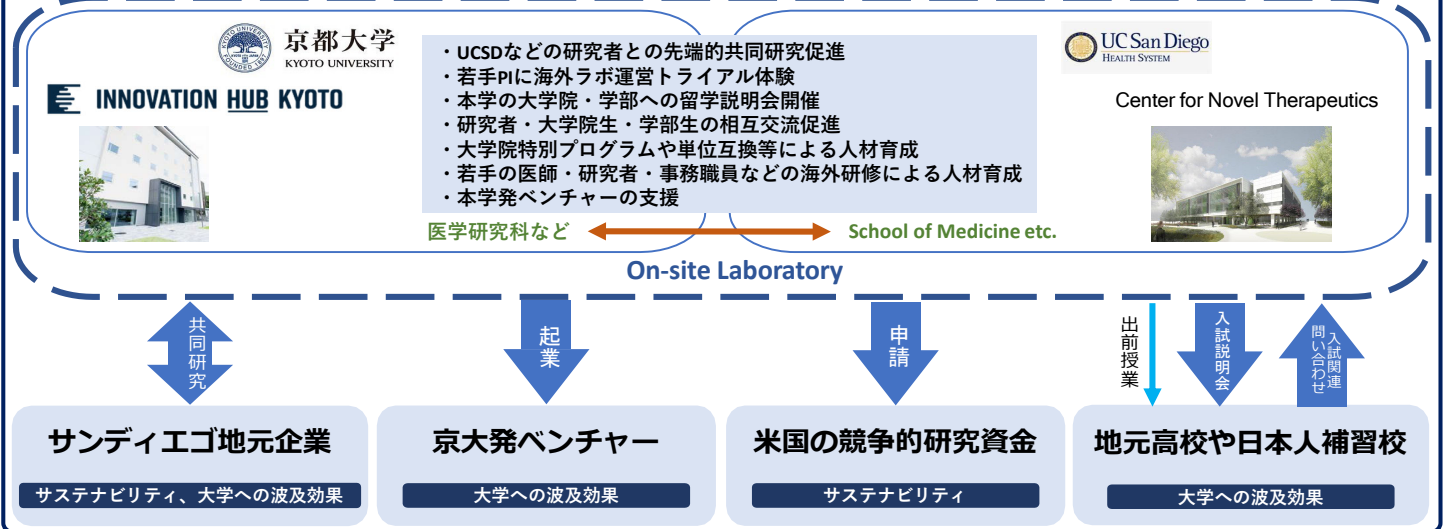 京都大学
KYOTO UNIVERSITY
INNOVATION HUB KYOTO
・UCSDなどの研究者との先端的共同研究促進
・若手PIに海外ラボ運営トライアル体験
・本学の大学院・学部への留学説明会開催
・研究者・大学院生・学部生の相互交流促進
・大学院特別プログラムや単位互換等による人材育成
・若手の医師・研究者・事務職員などの海外研修による人材育成
・本学発ベンチャーの支援
UC San Diego
HEALTH SYSTEM
Center for Novel Therapeutics
医学研究科など
School of Medicine etc.
On-site Laboratory
共同研究
起業
申請
出前授業
入試説明会
入試関連
問い合わせ
サンディエゴ地元企業
サステナビリティ、大学への波及効果
京大発ベンチャー
大学への波及効果
米国の競争的研究資金
サステナビリティ
地元高校や日本人補習校
大学への波及効果